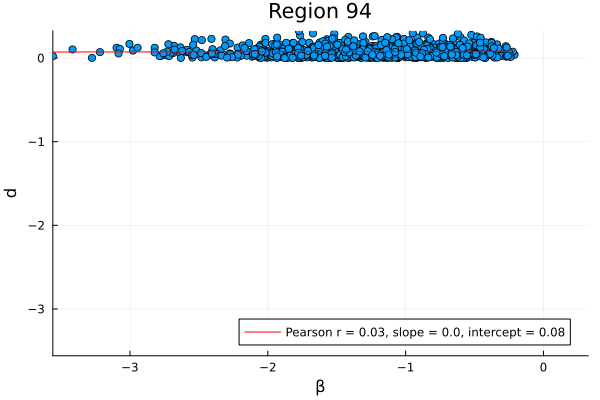 Region 94
d
0
−1
−2
−3
Pearson r = 0.03, slope = 0.0, intercept = 0.08
−3
−2
−1
0
β